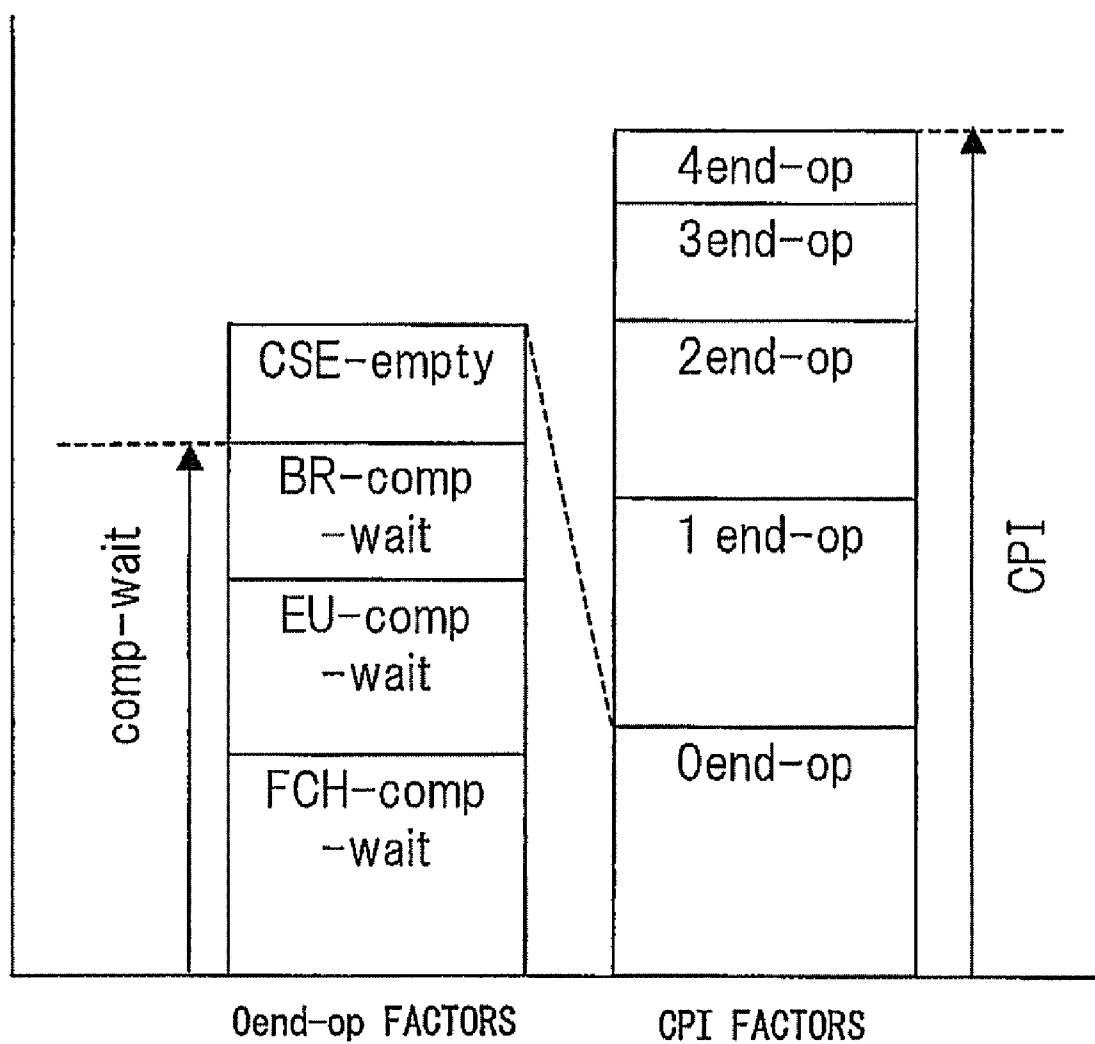 4end-op
3end-op
2end-op
1 end-op
0end-op
CPI
CSE-empty
BR-comp
-wait
EU-comp
-wait
FCH-comp
-wait
comp-wait
0end-op FACTORS
CPI FACTORS